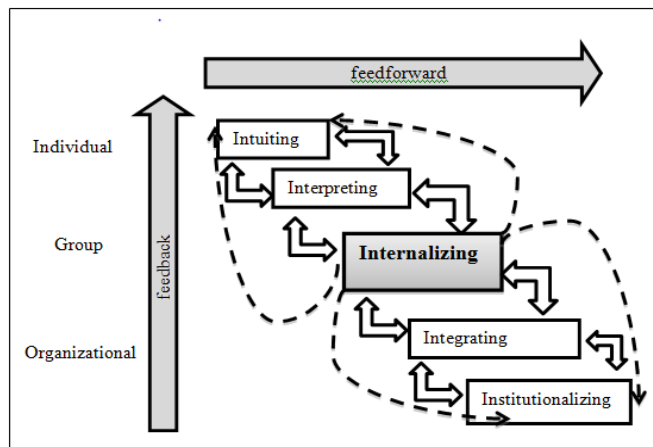 feedforward
Individual
Intuiting
Interpreting
Group
Internalizing
feedback
Integrating
Organizational
Institutionalizing